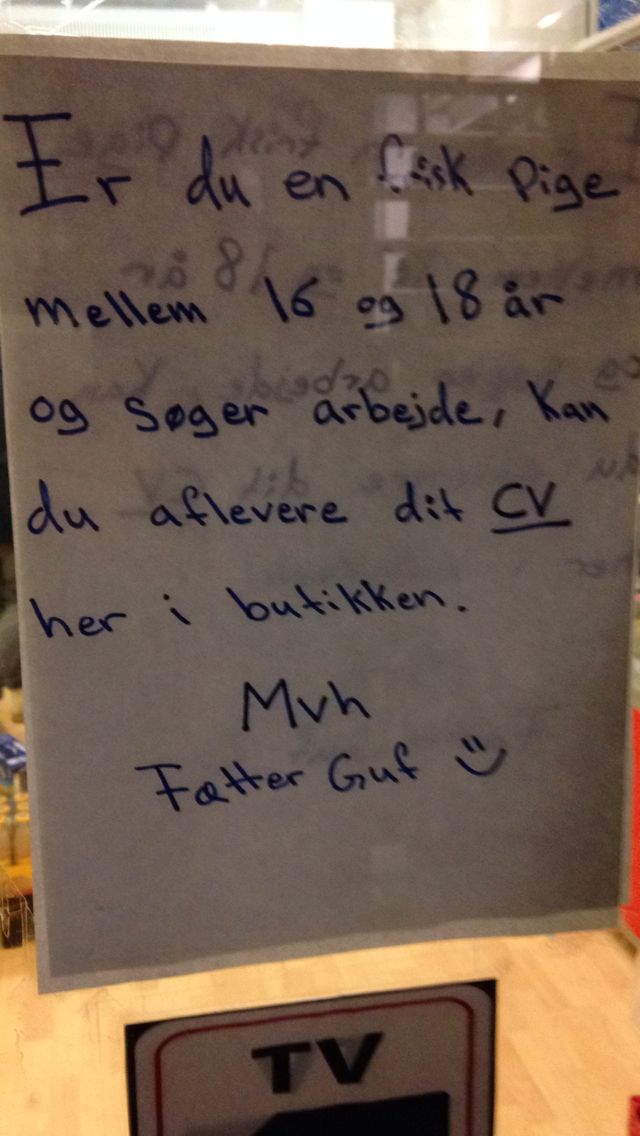 Er du en frisk Pige
mellem 16 og 18 år
og søger arbejde, Kan
du aflevere dit CV
her i butikken.
Mvh
Fætter Guf
TV